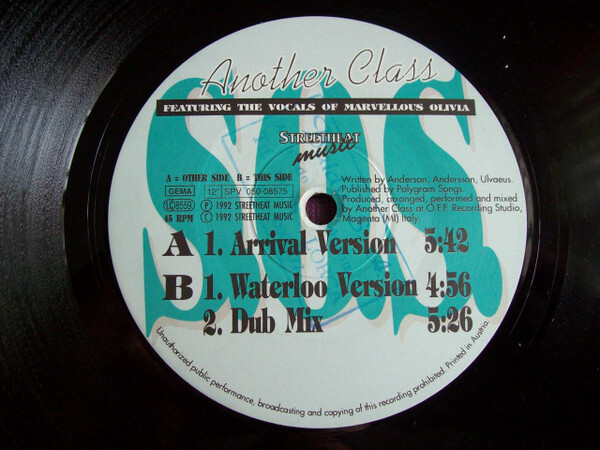 Another Class
FEATURING THE VOCALS OF MARVELLOUS OLIVIA
S.O.S.
STREETHEAT
music
A = OTHER SIDE B = THIS SIDE
GEMA 12" SPV 050-08575
LC 8559 Ⓟ 1992 STREETHEAT MUSIC
45 RPM Ⓒ 1992 STREETHEAT MUSIC
Written by Anderson, Andersson, Ulvaeus.
Published by Polygram Songs.
Produced, arranged, performed and mixed
by Another Class at O.F.F. Recording Studio,
Magenta (MI) Italy.
A 1. Arrival Version 5:42
B 1. Waterloo Version 4:56
2. Dub Mix 5:26
Unauthorized public performance, broadcasting and copying of this recording prohibited. Printed in Austria.